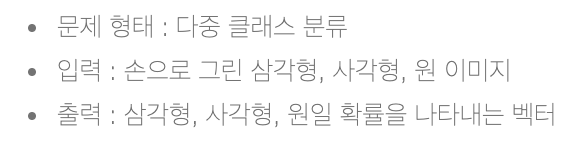 • 문제 형태 : 다중 클래스 분류
• 입력 : 손으로 그린 삼각형, 사각형, 원 이미지
• 출력 : 삼각형, 사각형, 원일 확률을 나타내는 벡터